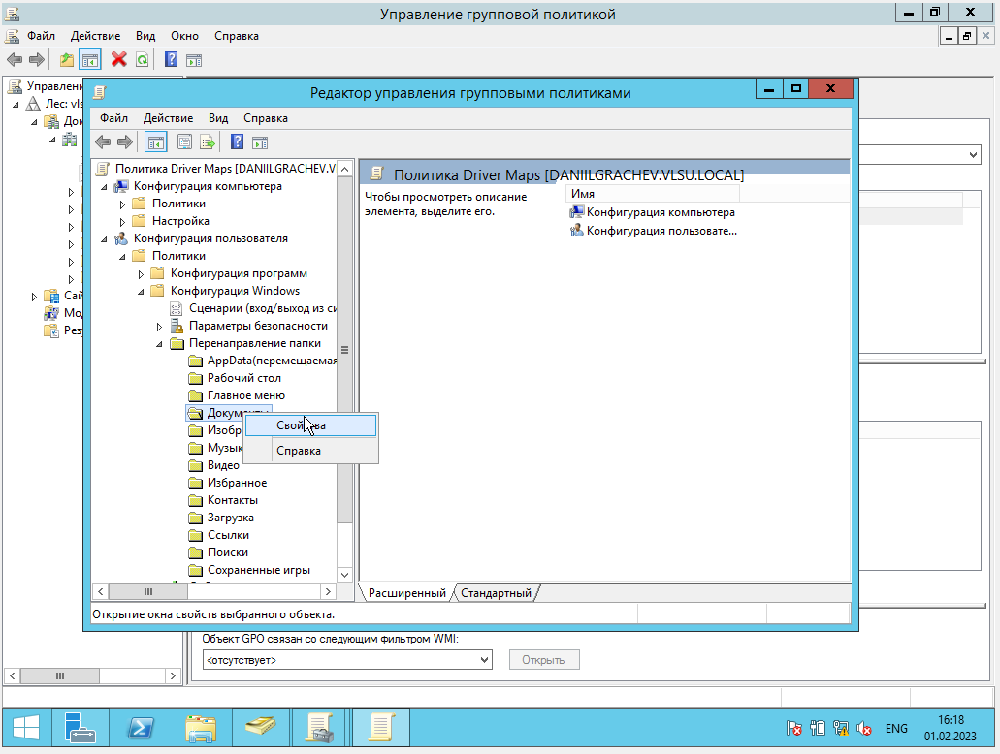 Управление групповой политикой
Файл Действие Вид Окно Справка
Управлени
Лес: vls
До
Сай
Мод
Рез
Редактор управления групповыми политиками
Файл Действие Вид Справка
Политика Driver Maps [DANIILGRACHEV.V
Конфигурация компьютера
Политики
Настройка
Конфигурация пользователя
Политики
Конфигурация программ
Конфигурация Windows
Сценарии (вход/выход из си
Параметры безопасности
Перенаправление папки
AppData(перемещаемая
Рабочий стол
Главное меню
Документы
Изобр
Музык
Видео
Избранное
Контакты
Загрузка
Ссылки
Поиски
Сохраненные игры
Свойства
Справка
Политика Driver Maps [DANIILGRACHEV.VLSU.LOCAL]
Чтобы просмотреть описание
элемента, выделите его.
Имя
Конфигурация компьютера
Конфигурация пользовате...
Расширенный Стандартный
Открытие окна свойств выбранного объекта.
Объект GPO связан со следующим фильтром WMI:
<отсутствует>
Открыть
ENG
16:18
01.02.2023